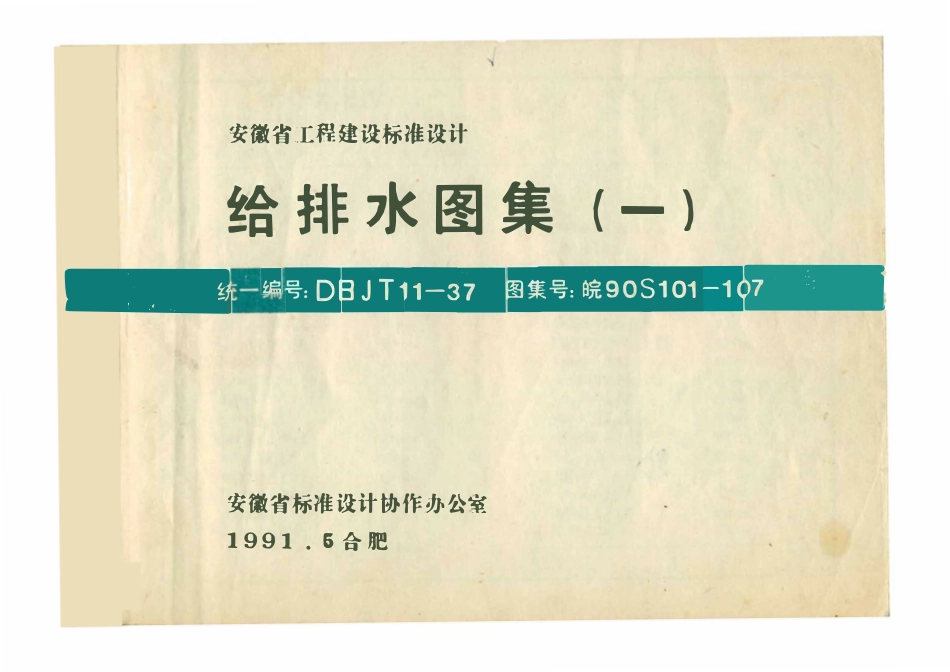 安徽省工程建设标准设计
给排水图集（一）
统一编号：DBJT11—37 图集号：皖90S101—107
安徽省标准设计协作办公室
1991．5合肥